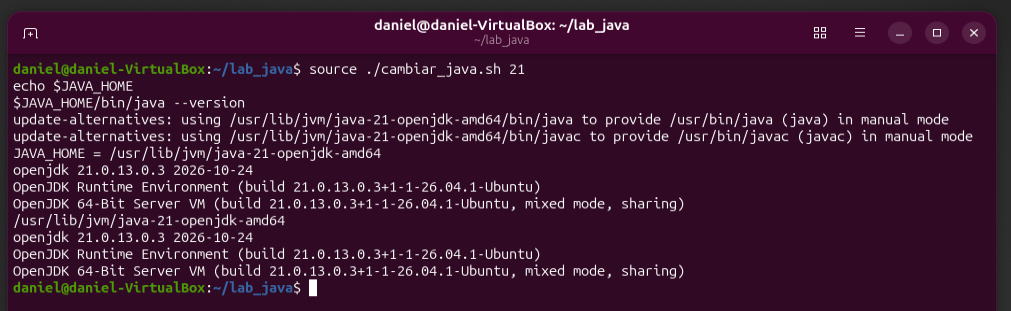 daniel@daniel-VirtualBox: ~/lab_java
~/lab_java
daniel@daniel-VirtualBox:~/lab_java$ source ./cambiar_java.sh 21
echo $JAVA_HOME
$JAVA_HOME/bin/java --version
update-alternatives: using /usr/lib/jvm/java-21-openjdk-amd64/bin/java to provide /usr/bin/java (java) in manual mode
update-alternatives: using /usr/lib/jvm/java-21-openjdk-amd64/bin/javac to provide /usr/bin/javac (javac) in manual mode
JAVA_HOME = /usr/lib/jvm/java-21-openjdk-amd64
openjdk 21.0.13.0.3 2026-10-24
OpenJDK Runtime Environment (build 21.0.13.0.3+1-1-26.04.1-Ubuntu)
OpenJDK 64-Bit Server VM (build 21.0.13.0.3+1-1-26.04.1-Ubuntu, mixed mode, sharing)
/usr/lib/jvm/java-21-openjdk-amd64
openjdk 21.0.13.0.3 2026-10-24
OpenJDK Runtime Environment (build 21.0.13.0.3+1-1-26.04.1-Ubuntu)
OpenJDK 64-Bit Server VM (build 21.0.13.0.3+1-1-26.04.1-Ubuntu, mixed mode, sharing)
daniel@daniel-VirtualBox:~/lab_java$